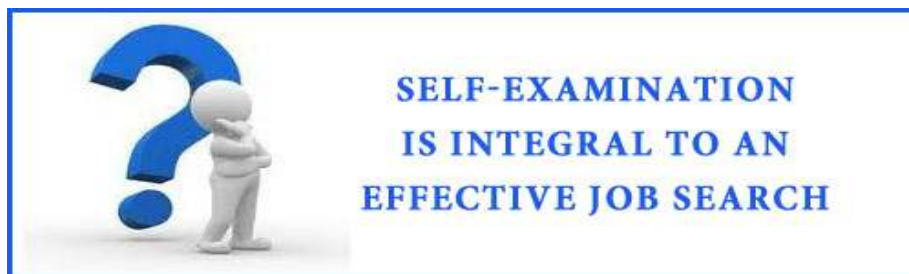 SELF-EXAMINATION
IS INTEGRAL TO AN
EFFECTIVE JOB SEARCH